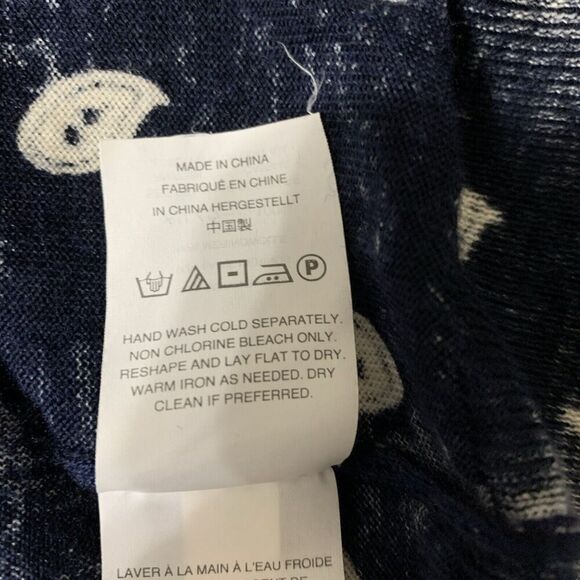 MADE IN CHINA
FABRIQUÉ EN CHINE
IN CHINA HERGESTELLT
中国製
P
HAND WASH COLD SEPARATELY.
NON CHLORINE BLEACH ONLY.
RESHAPE AND LAY FLAT TO DRY.
WARM IRON AS NEEDED. DRY
CLEAN IF PREFERRED.
LAVER À LA MAIN À L'EAU FROIDE